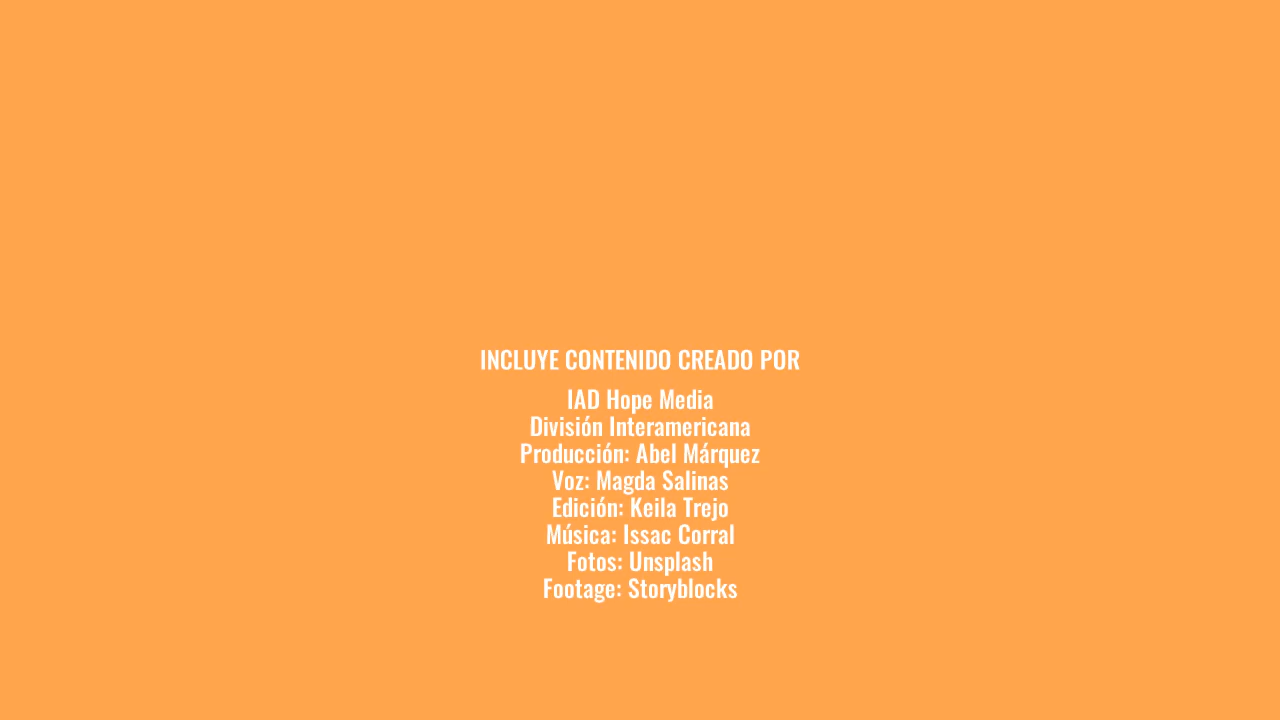 INCLUYE CONTENIDO CREADO POR
IAD Hope Media
División Interamericana
Producción: Abel Márquez
Voz: Magda Salinas
Edición: Keila Trejo
Música: Issac Corral
Fotos: Unsplash
Footage: Storyblocks